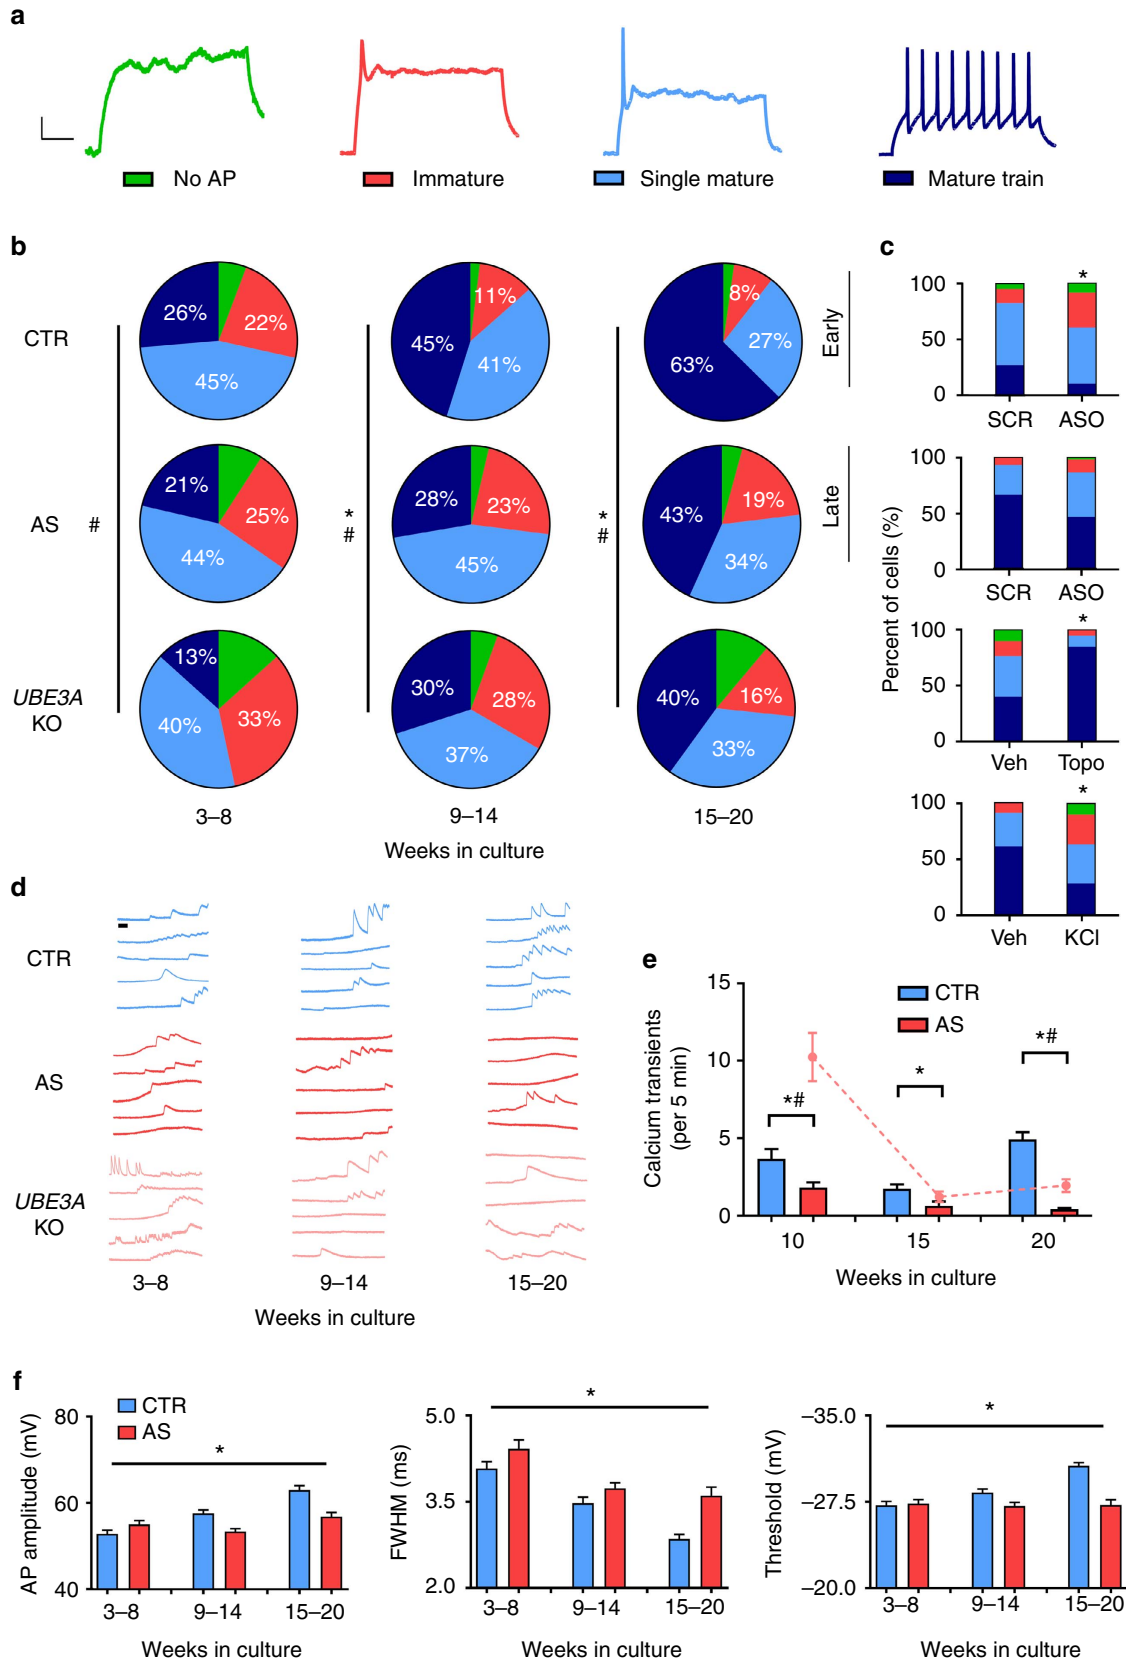 a
No AP
Immature
Single mature
Mature train
b
CTR
26%
22%
45%
45%
11%
41%
63%
8%
27%
Early
AS
#
21%
25%
44%
*
#
28%
23%
45%
*
#
43%
19%
34%
Late
UBE3A
KO
13%
33%
40%
30%
28%
37%
40%
16%
33%
3–8
9–14
15–20
Weeks in culture
c
Percent of cells (%)
100
50
0
*
SCR
ASO
100
50
0
SCR
ASO
100
50
0
*
Veh
Topo
100
50
0
*
Veh
KCl
d
CTR
AS
UBE3A
KO
3–8
9–14
15–20
Weeks in culture
e
Calcium transients
(per 5 min)
15
10
5
0
CTR
AS
*#
*
*#
10
15
20
Weeks in culture
f
AP amplitude (mV)
80
60
40
CTR
AS
*
3–8
9–14
15–20
Weeks in culture
FWHM (ms)
5.0
3.5
2.0
*
3–8
9–14
15–20
Weeks in culture
Threshold (mV)
–35.0
–27.5
–20.0
*
3–8
9–14
15–20
Weeks in culture